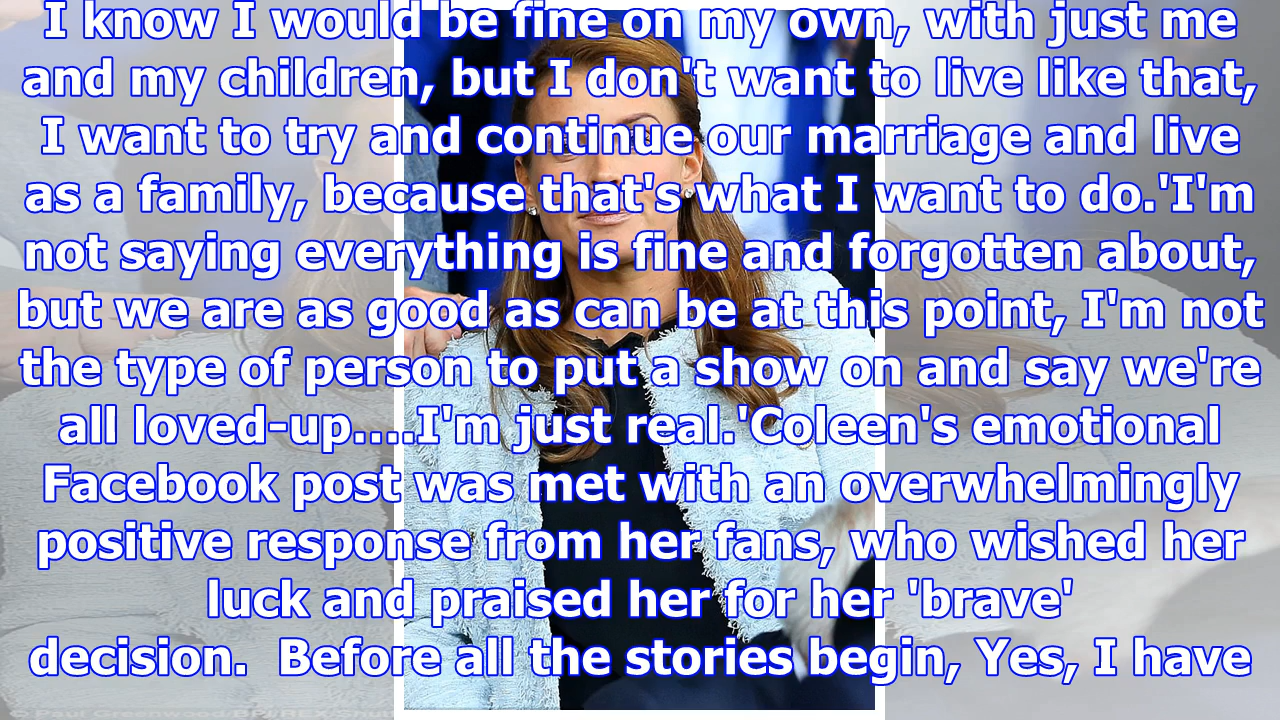 I know I would be fine on my own, with just me
and my children, but I don't want to live like that,
I want to try and continue our marriage and live
as a family, because that's what I want to do.'I'm
not saying everything is fine and forgotten about,
but we are as good as can be at this point, I'm not
the type of person to put a show on and say we're
all loved-up....I'm just real.'Coleen's emotional
Facebook post was met with an overwhelmingly
positive response from her fans, who wished her
luck and praised her for her 'brave'
decision.  Before all the stories begin, Yes, I have
© Paul Greenwood/BPI/REX/Shutt